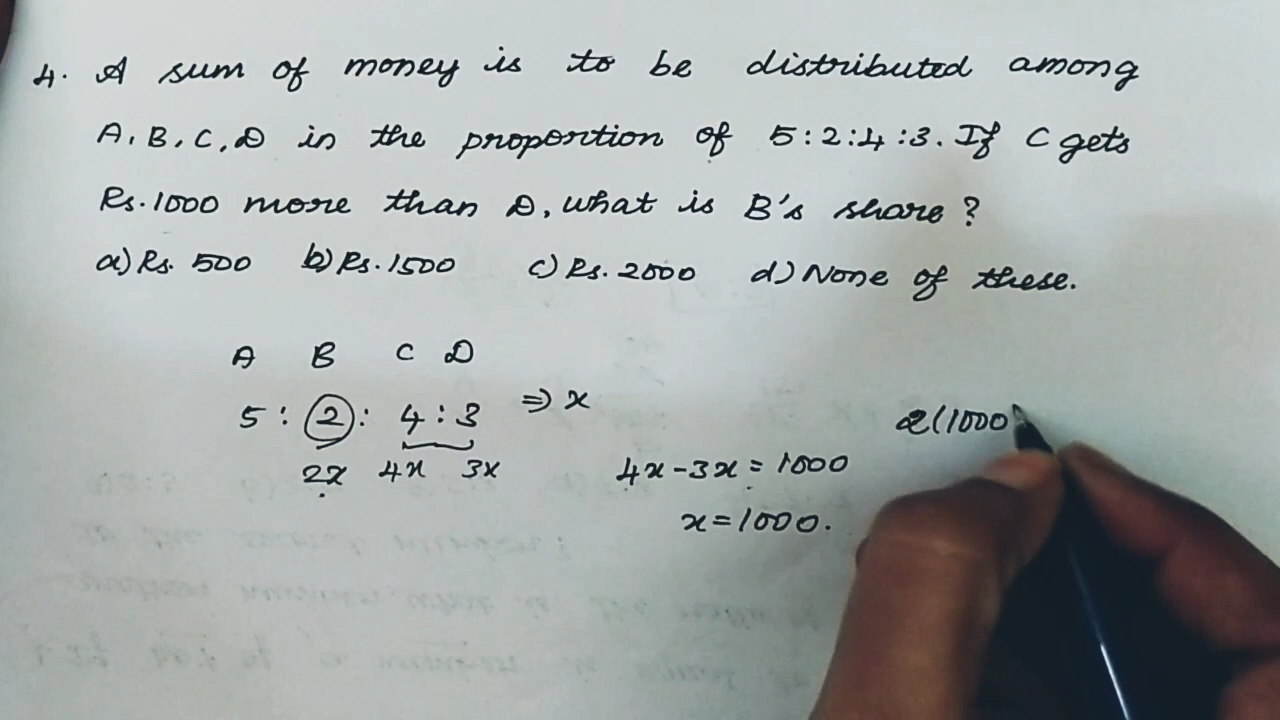 4. A sum of money is to be distributed among
A, B, C, D in the proportion of 5:2:4:3. If C gets
Rs. 1000 more than D, what is B's share?
a) Rs. 500 b) Rs. 1500 c) Rs. 2000 d) None of these.
A B C D
5 : 2 : 4 : 3 ⇒ x
2x 4x 3x
4x - 3x = 1000
x = 1000.
2(1000